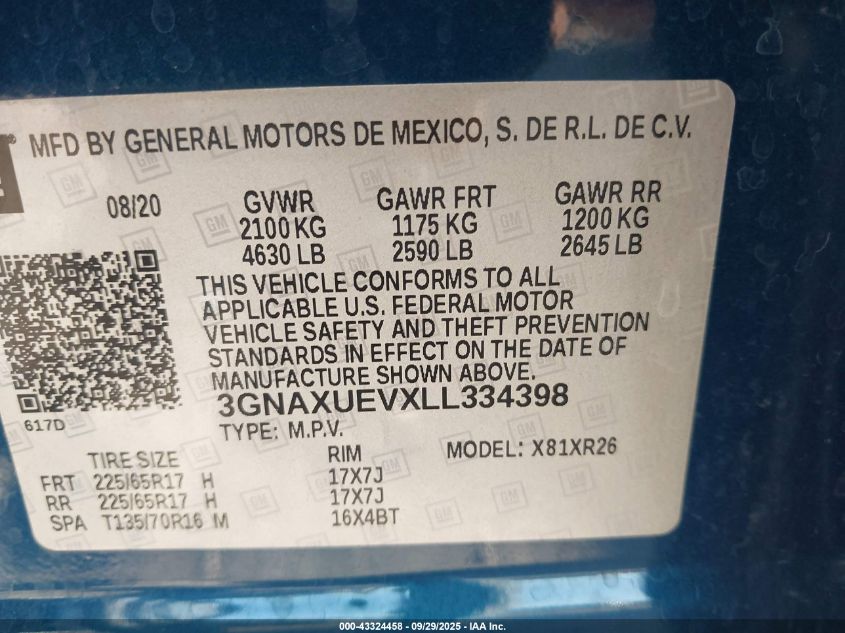 MFD BY GENERAL MOTORS DE MEXICO, S. DE R.L. DE C.V.
08/20 GVWR GAWR FRT GAWR RR
2100 KG 1175 KG 1200 KG
4630 LB 2590 LB 2645 LB
THIS VEHICLE CONFORMS TO ALL
APPLICABLE U.S. FEDERAL MOTOR
VEHICLE SAFETY AND THEFT PREVENTION
STANDARDS IN EFFECT ON THE DATE OF
MANUFACTURE SHOWN ABOVE.
3GNAXUEVXLL334398
617D
TYPE: M.P.V.
TIRE SIZE RIM MODEL: X81XR26
FRT 225/65R17 H 17X7J
RR 225/65R17 H 17X7J
SPA T135/70R16 M 16X4BT
000-43324458 - 09/29/2025 - IAA Inc.